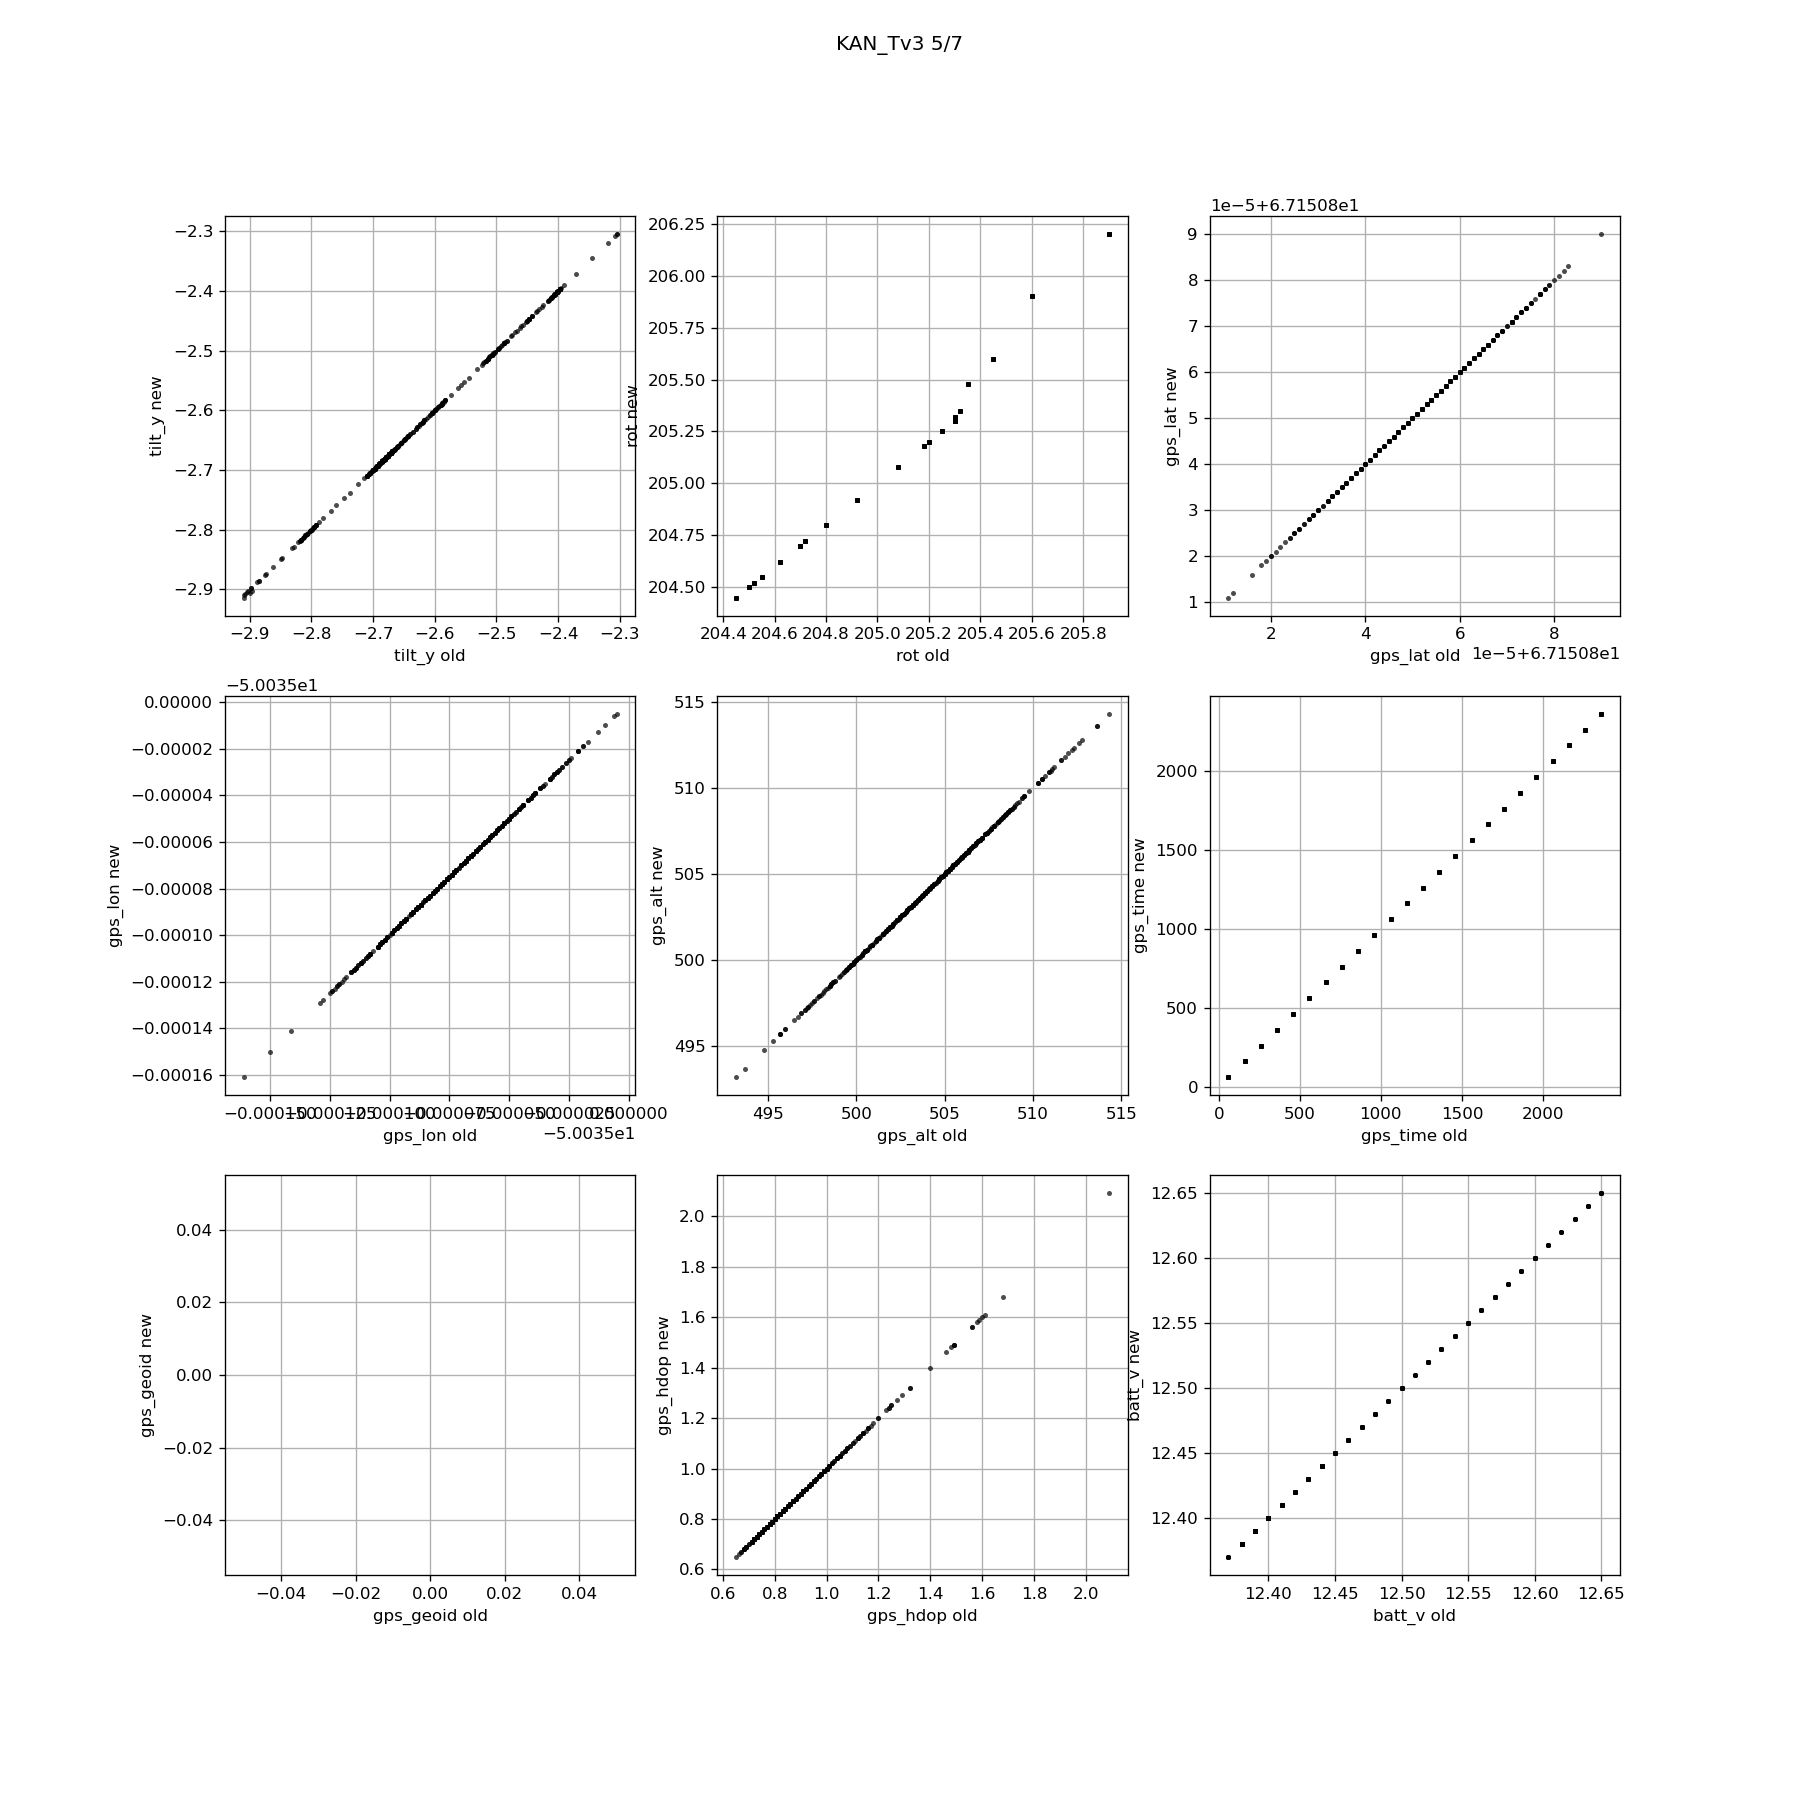 KAN_Tv3 5/7
−2.3
−2.4
−2.5
−2.6
−2.7
−2.8
−2.9
tilt_y new
−2.9 −2.8 −2.7 −2.6 −2.5 −2.4 −2.3
tilt_y old
206.25
206.00
205.75
205.50
205.25
205.00
204.75
204.50
rot new
204.4 204.6 204.8 205.0 205.2 205.4 205.6 205.8
rot old
1e−5+6.71508e1
9
8
7
6
5
4
3
2
1
gps_lat new
2 4 6 8
gps_lat old
1e−5+6.71508e1
−5.0035e1
0.00000
−0.00002
−0.00004
−0.00006
−0.00008
−0.00010
−0.00012
−0.00014
−0.00016
gps_lon new
gps_lon old
−5.0035e1
515
510
505
500
495
gps_alt new
495 500 505 510 515
gps_alt old
2000
1500
1000
500
0
gps_time new
0 500 1000 1500 2000
gps_time old
0.04
0.02
0.00
−0.02
−0.04
gps_geoid new
−0.04 −0.02 0.00 0.02 0.04
gps_geoid old
2.0
1.8
1.6
1.4
1.2
1.0
0.8
0.6
gps_hdop new
0.6 0.8 1.0 1.2 1.4 1.6 1.8 2.0
gps_hdop old
12.65
12.60
12.55
12.50
12.45
12.40
batt_v new
12.40 12.45 12.50 12.55 12.60 12.65
batt_v old